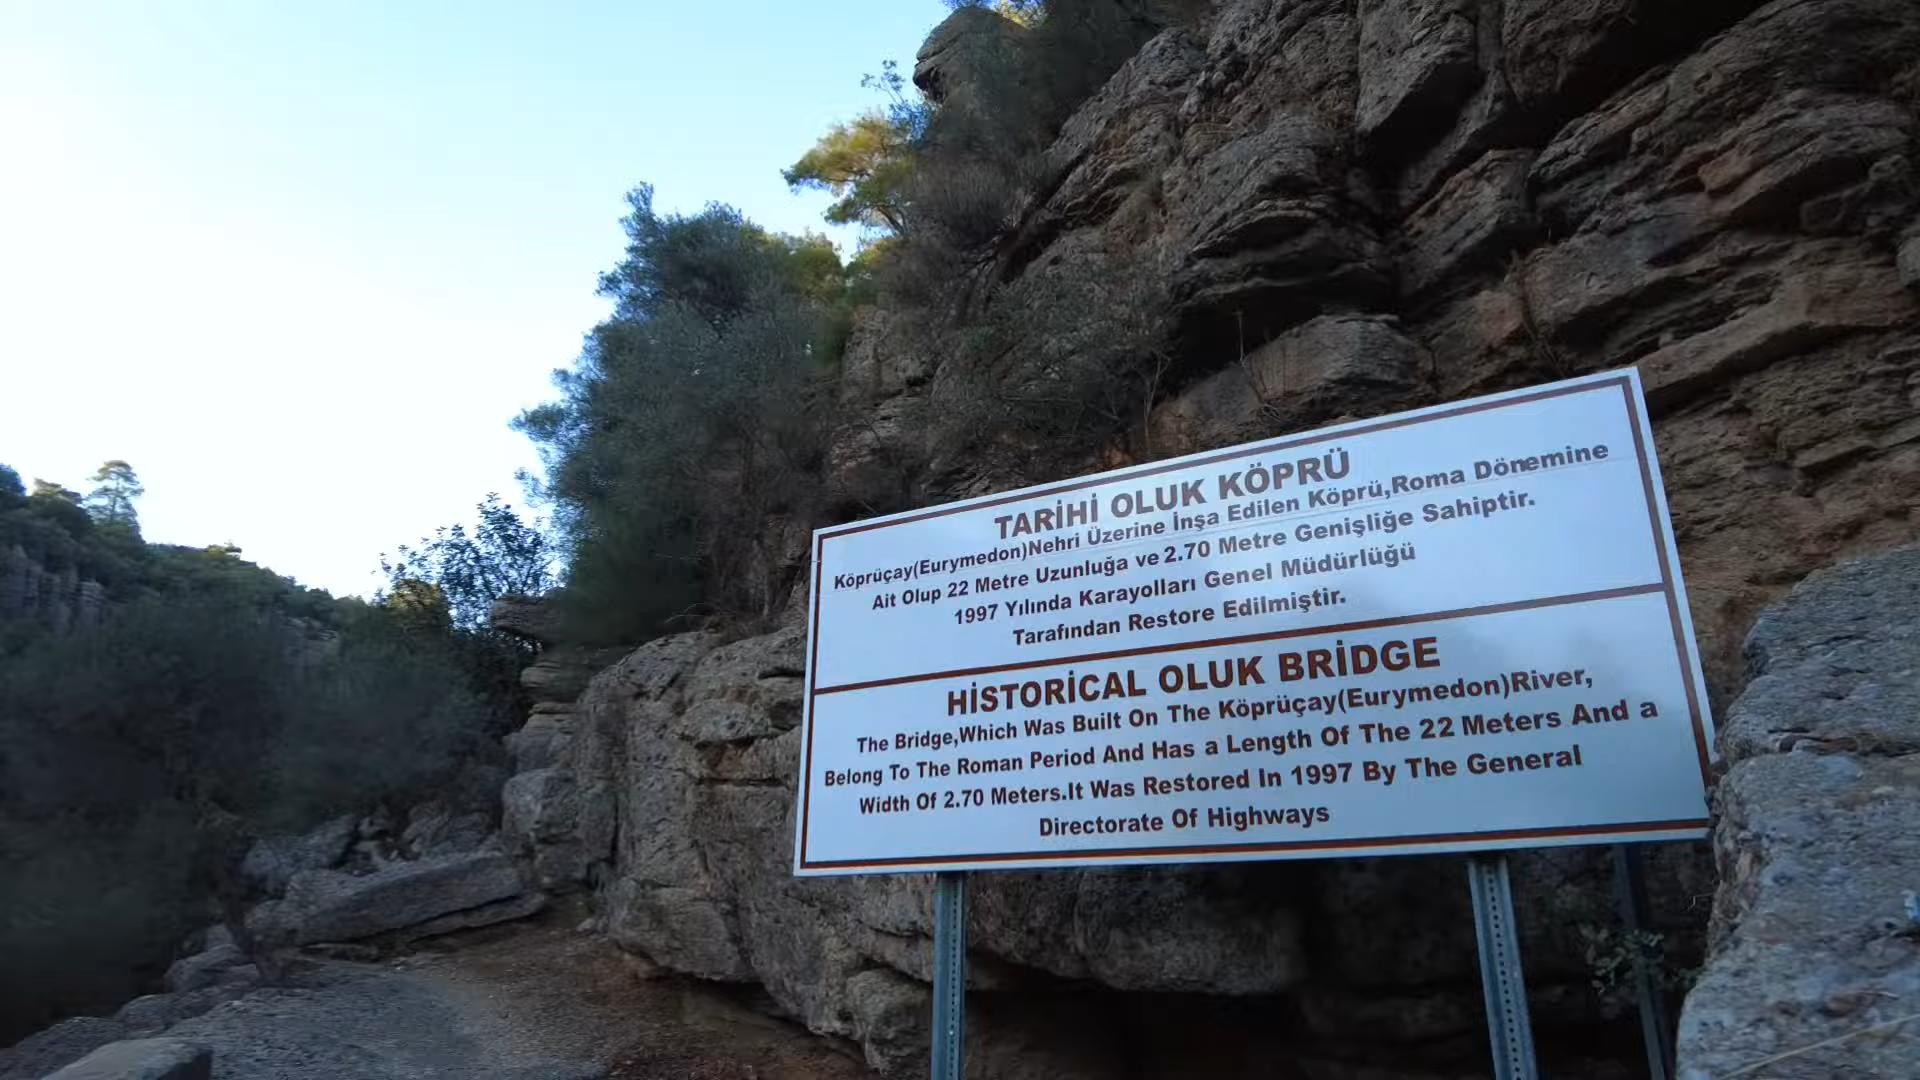 TARİHİ OLUK KÖPRÜ
Köprüçay(Eurymedon)Nehri Üzerine İnşa Edilen Köprü,Roma Dönemine
Ait Olup 22 Metre Uzunluğa ve 2.70 Metre Genişliğe Sahiptir.
1997 Yılında Karayolları Genel Müdürlüğü
Tarafından Restore Edilmiştir.
HİSTORİCAL OLUK BRİDGE
The Bridge,Which Was Built On The Köprüçay(Eurymedon)River,
Belong To The Roman Period And Has a Length Of The 22 Meters And a
Width Of 2.70 Meters.It Was Restored In 1997 By The General
Directorate Of Highways